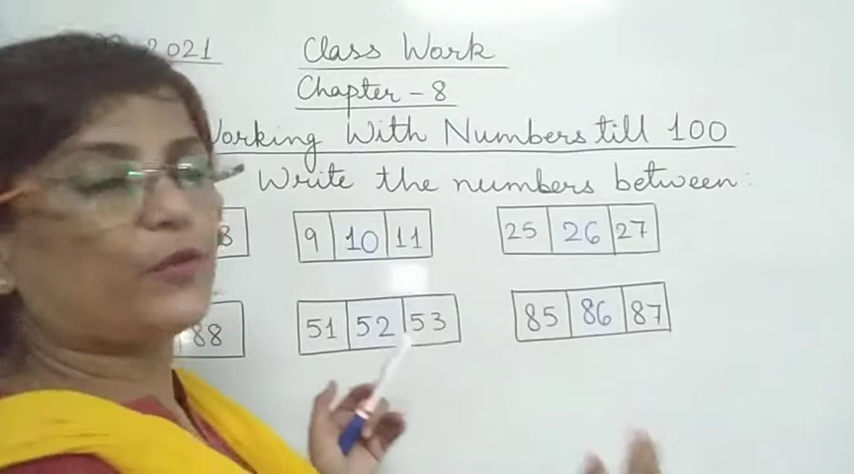 2021 Class Work
Chapter - 8
Working With Numbers till 100
Write the numbers between:
8 9 10 11 25 26 27
88 51 52 53 85 86 87